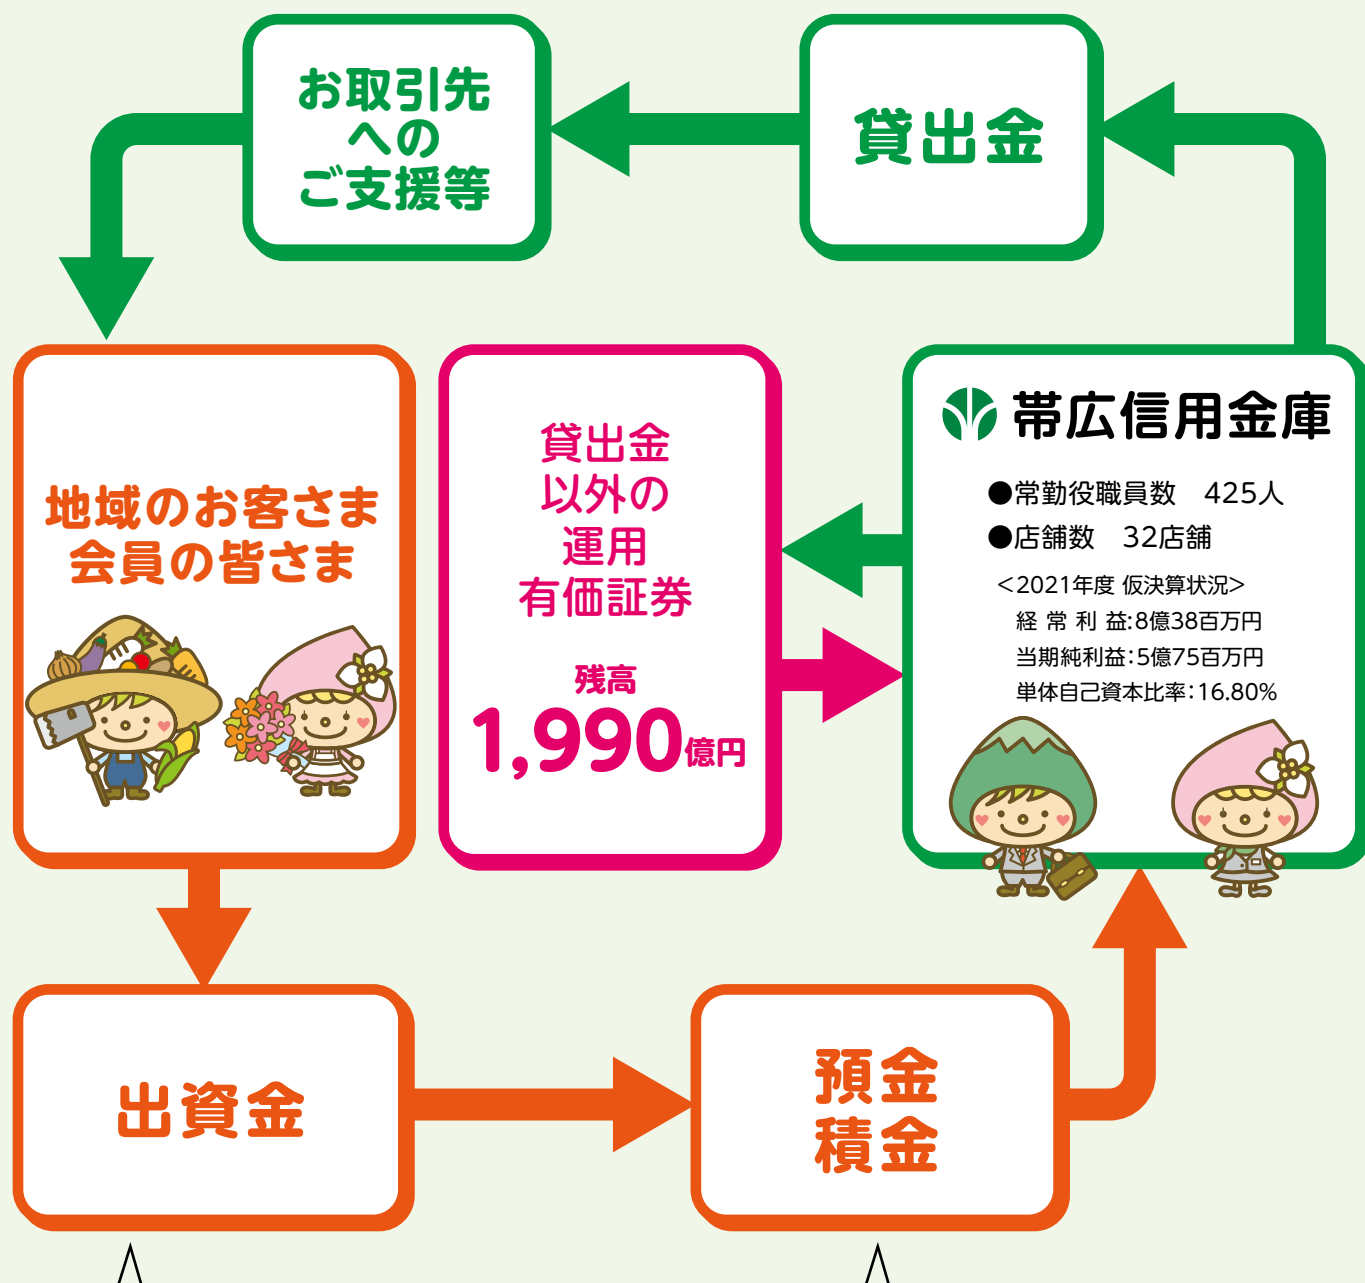 お取引先
への
ご支援等
貸出金
地域のお客さま
会員の皆さま
貸出金
以外の
運用
有価証券
残高
1,990億円
帯広信用金庫
●常勤役職員数　425人
●店舗数　32店舗
<2021年度 仮決算状況>
経 常 利 益:8億38百万円
当期純利益:5億75百万円
単体自己資本比率:16.80%
出資金
預金
積金